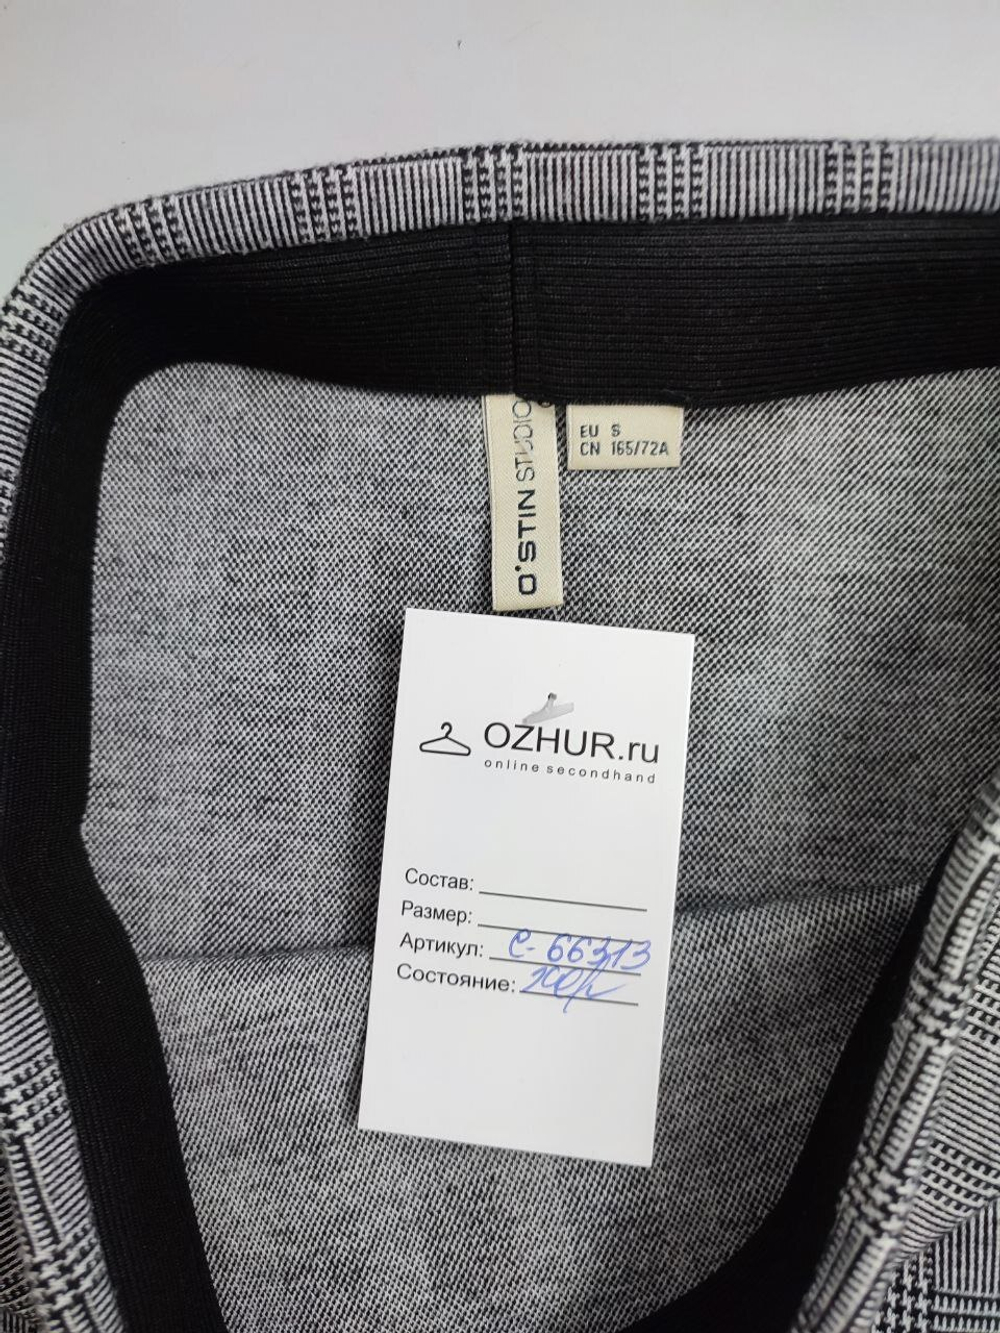 O'STIN STUDIO
EU S
CN 165/72A
OZHUR.ru
online secondhand
Состав:
Размер:
Артикул: С-66313
Состояние: